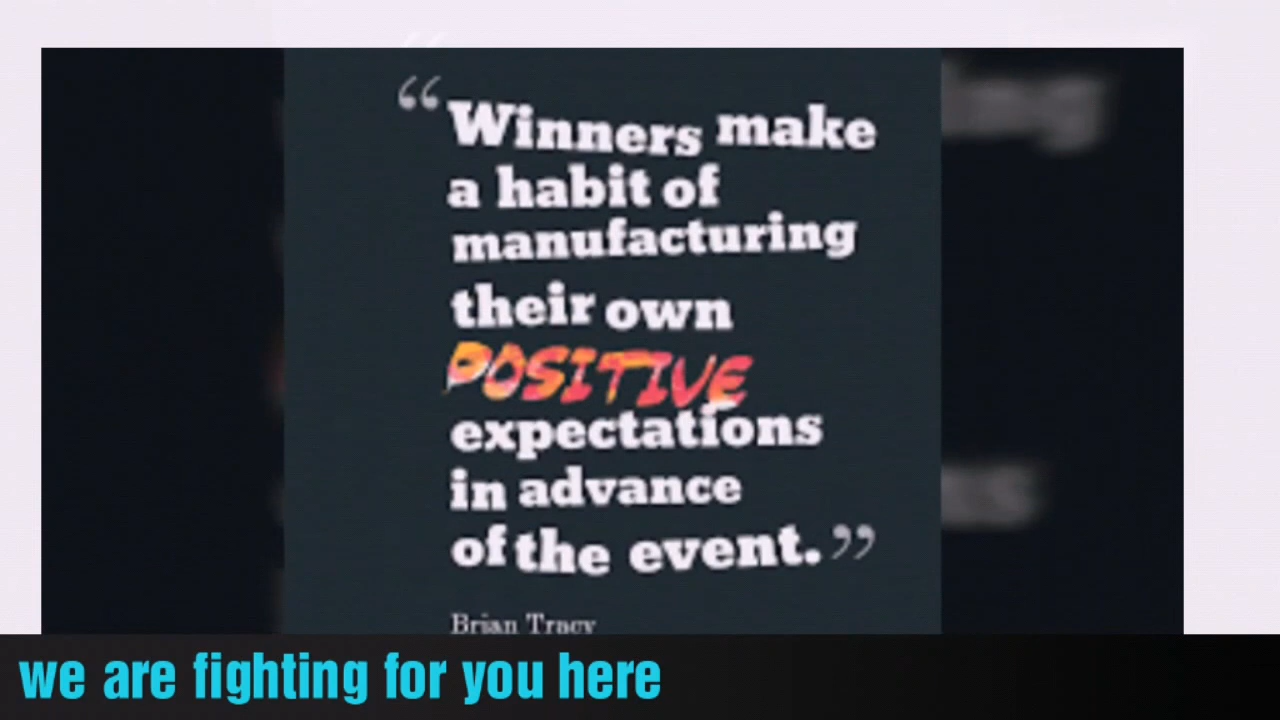 “Winners make
a habit of
manufacturing
their own
POSITIVE
expectations
in advance
of the event.”
Brian Tracy
we are fighting for you here